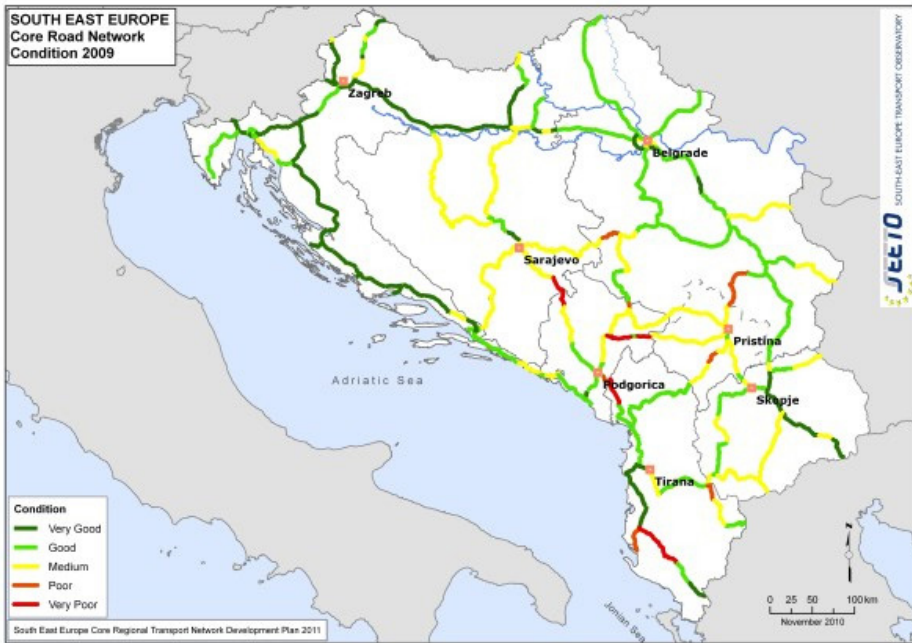 SOUTH EAST EUROPE
Core Road Network
Condition 2009
SEETO SOUTH-EAST EUROPE TRANSPORT OBSERVATORY
Zagreb
Belgrade
Sarajevo
Pristina
Adriatic Sea
Podgorica
Skopje
Tirana
Condition
Very Good
Good
Medium
Poor
Very Poor
Jonian Sea
N
0 25 50 100 km
November 2010
South East Europe Core Regional Transport Network Development Plan 2011